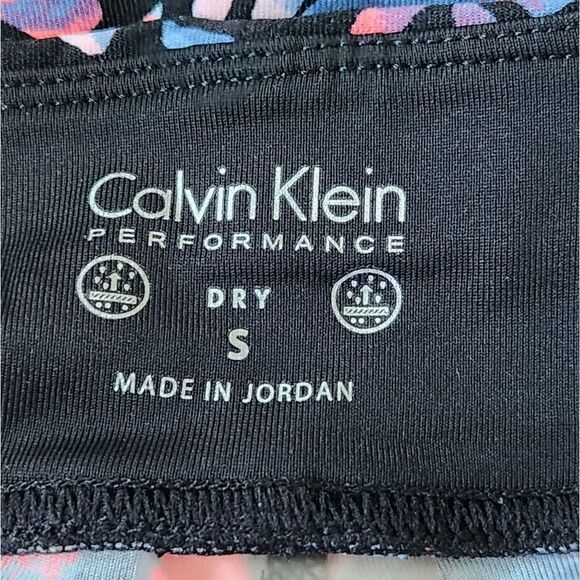 Calvin Klein
PERFORMANCE
DRY
S
MADE IN JORDAN